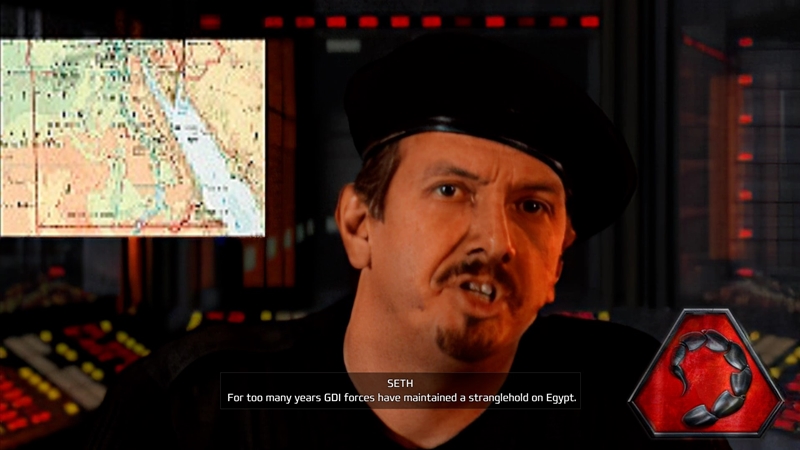 SETH
For too many years GDI forces have maintained a stranglehold on Egypt.